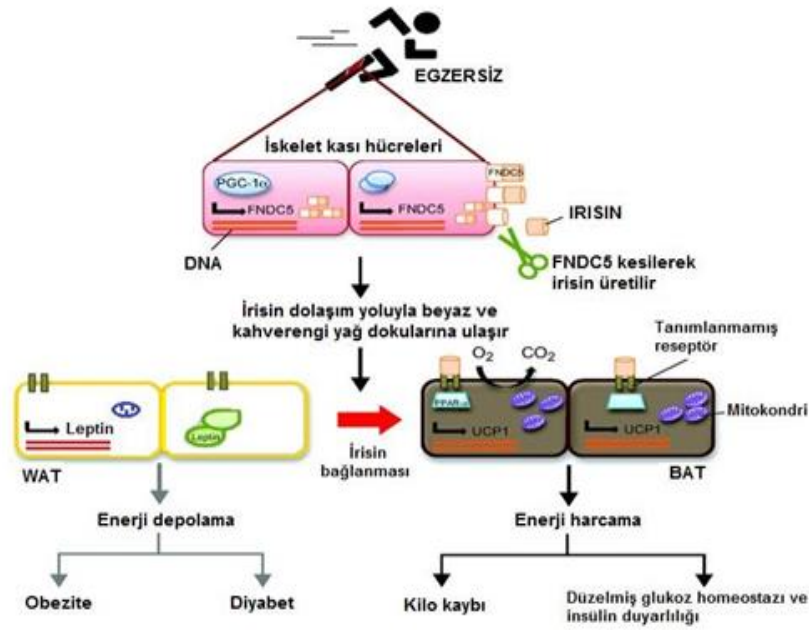 EGZERSİZ
İskelet kası hücreleri
PGC-1α
FNDC5
FNDC5
FNDC5
IRISIN
DNA
FNDC5 kesilerek
irisin üretilir
İrisin dolaşım yoluyla beyaz ve
kahverengi yağ dokularına ulaşır
Tanımlanmamış
reseptör
O₂
CO₂
Leptin
Leptin
PPAR-α
UCP1
UCP1
Mitokondri
İrisin
bağlanması
WAT
BAT
Enerji depolama
Enerji harcama
Obezite
Diyabet
Kilo kaybı
Düzelmiş glukoz homeostazı ve
insülin duyarlılığı